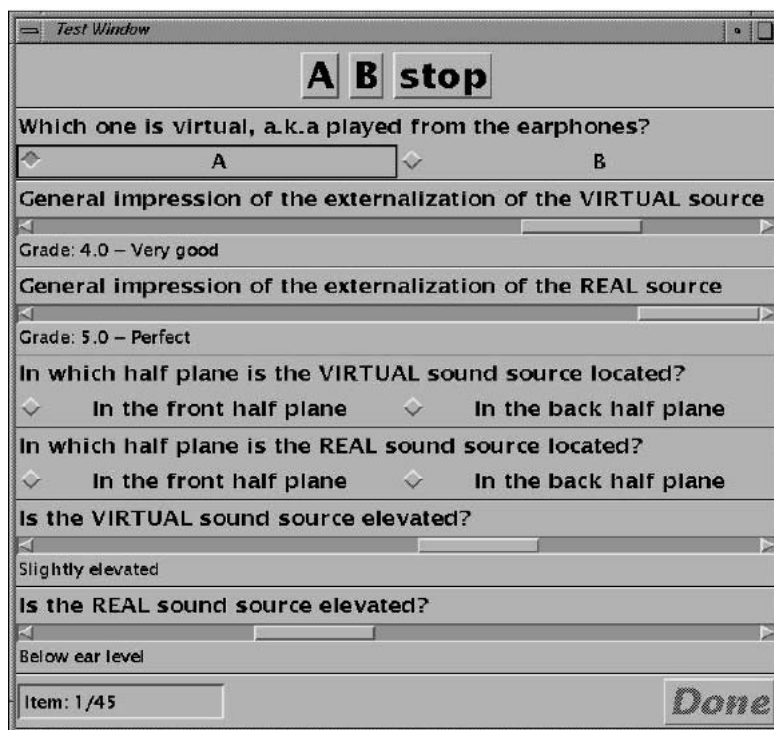 Test Window
A B stop
Which one is virtual, a.k.a played from the earphones?
A B
General impression of the externalization of the VIRTUAL source
Grade: 4.0 – Very good
General impression of the externalization of the REAL source
Grade: 5.0 – Perfect
In which half plane is the VIRTUAL sound source located?
In the front half plane In the back half plane
In which half plane is the REAL sound source located?
In the front half plane In the back half plane
Is the VIRTUAL sound source elevated?
Slightly elevated
Is the REAL sound source elevated?
Below ear level
Item: 1/45 Done